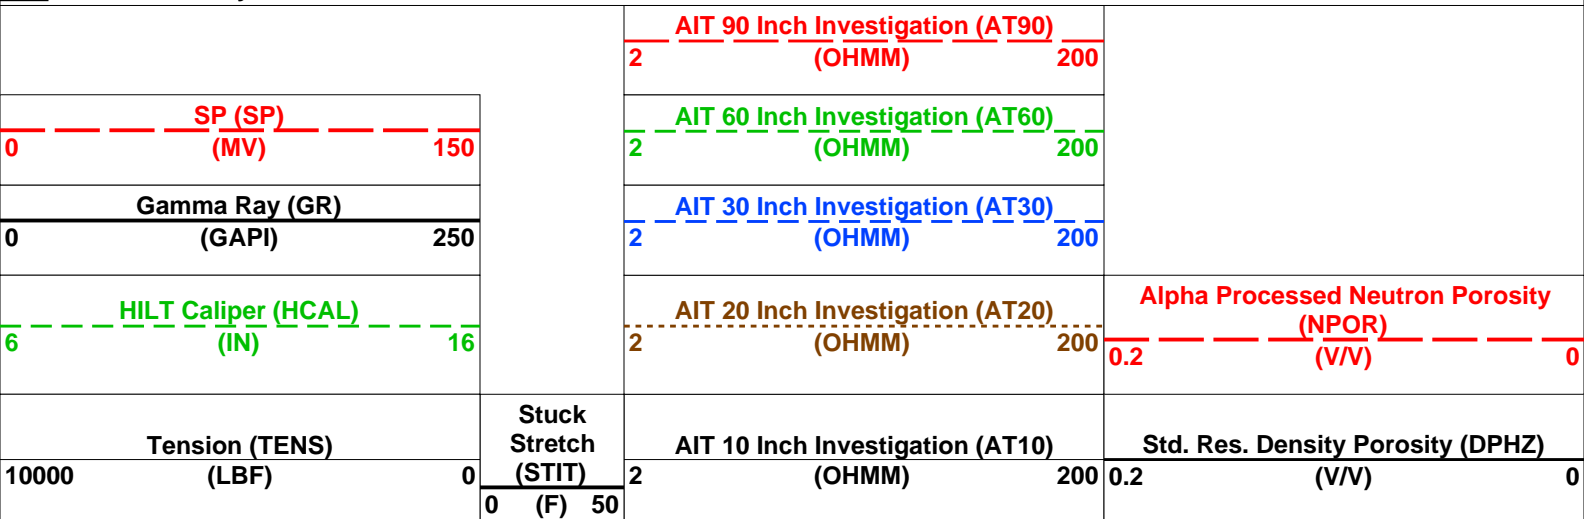 AIT 90 Inch Investigation (AT90)
2 (OHMM) 200
SP (SP)
0 (MV) 150
AIT 60 Inch Investigation (AT60)
2 (OHMM) 200
Gamma Ray (GR)
0 (GAPI) 250
AIT 30 Inch Investigation (AT30)
2 (OHMM) 200
HILT Caliper (HCAL)
6 (IN) 16
AIT 20 Inch Investigation (AT20)
2 (OHMM) 200
Alpha Processed Neutron Porosity
(NPOR)
0.2 (V/V) 0
Tension (TENS)
10000 (LBF) 0
Stuck
Stretch
(STIT)
0 (F) 50
AIT 10 Inch Investigation (AT10)
2 (OHMM) 200
Std. Res. Density Porosity (DPHZ)
0.2 (V/V) 0